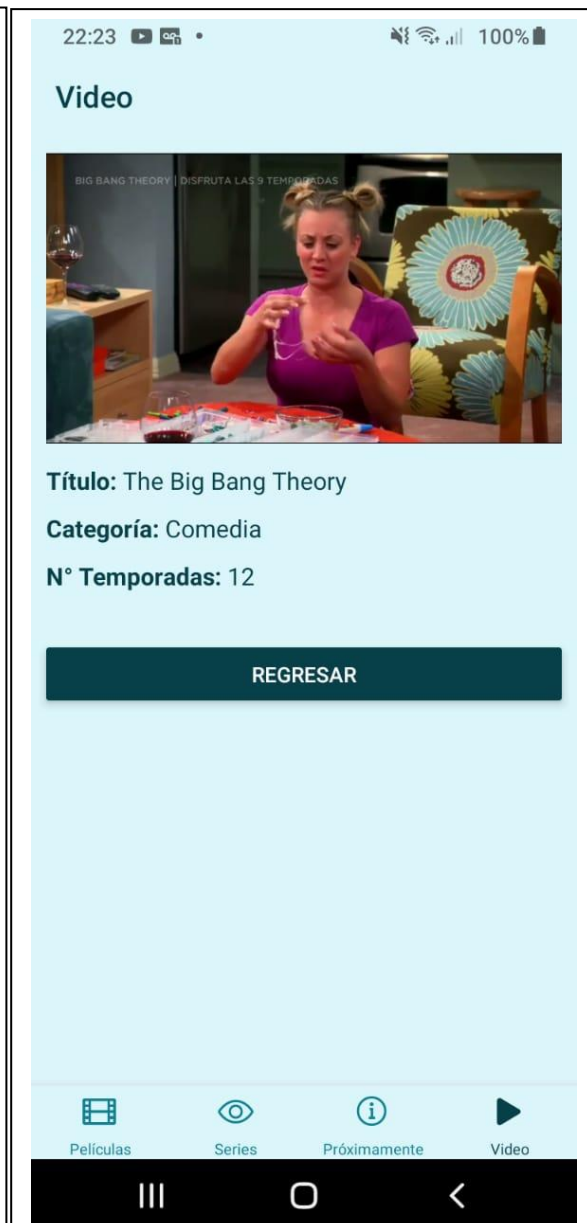 22:23 100%
Video
BIG BANG THEORY | DISFRUTA LAS 9 TEMPORADAS
Título: The Big Bang Theory
Categoría: Comedia
N° Temporadas: 12
REGRESAR
Películas Series Próximamente Video